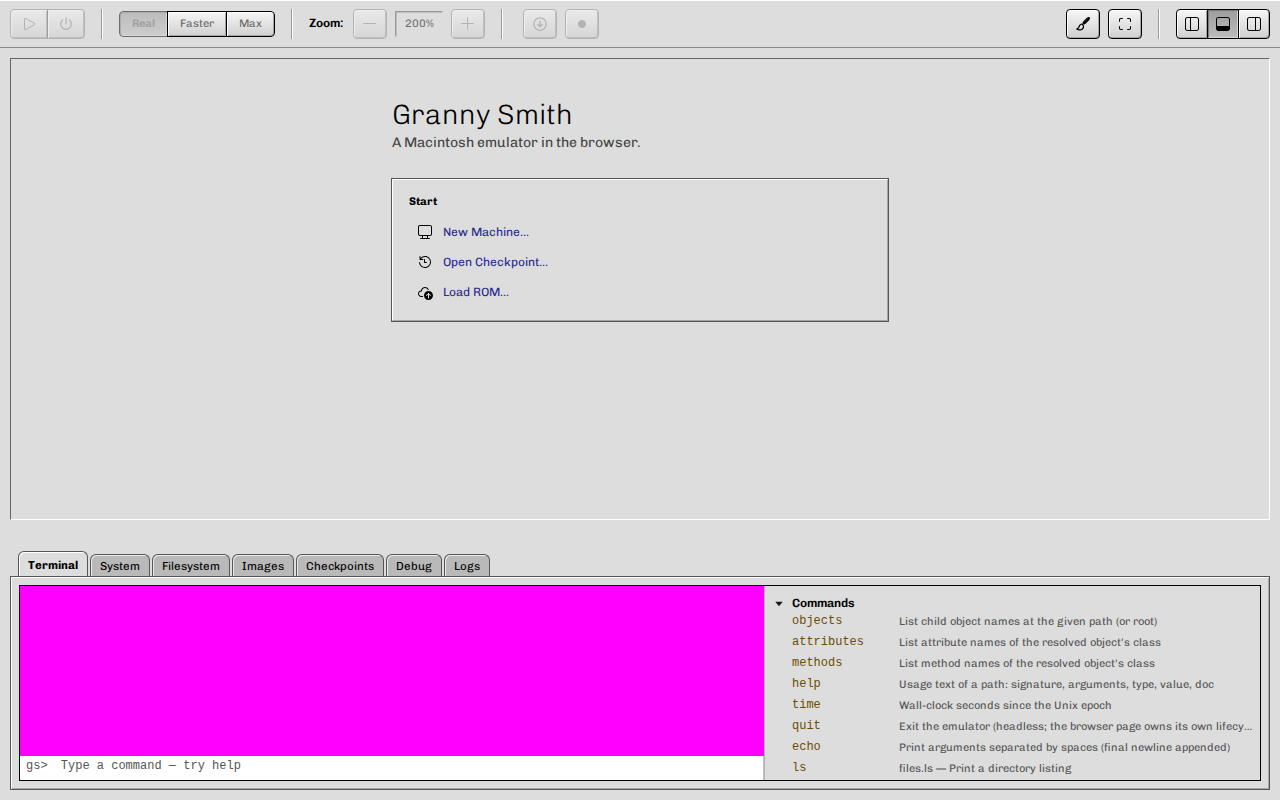 Real Faster Max Zoom: 200%
Granny Smith
A Macintosh emulator in the browser.
Start
New Machine...
Open Checkpoint...
Load ROM...
Terminal System Filesystem Images Checkpoints Debug Logs
gs> Type a command — try help
Commands
objects List child object names at the given path (or root)
attributes List attribute names of the resolved object's class
methods List method names of the resolved object's class
help Usage text of a path: signature, arguments, type, value, doc
time Wall-clock seconds since the Unix epoch
quit Exit the emulator (headless; the browser page owns its own lifecy...
echo Print arguments separated by spaces (final newline appended)
ls files.ls — Print a directory listing